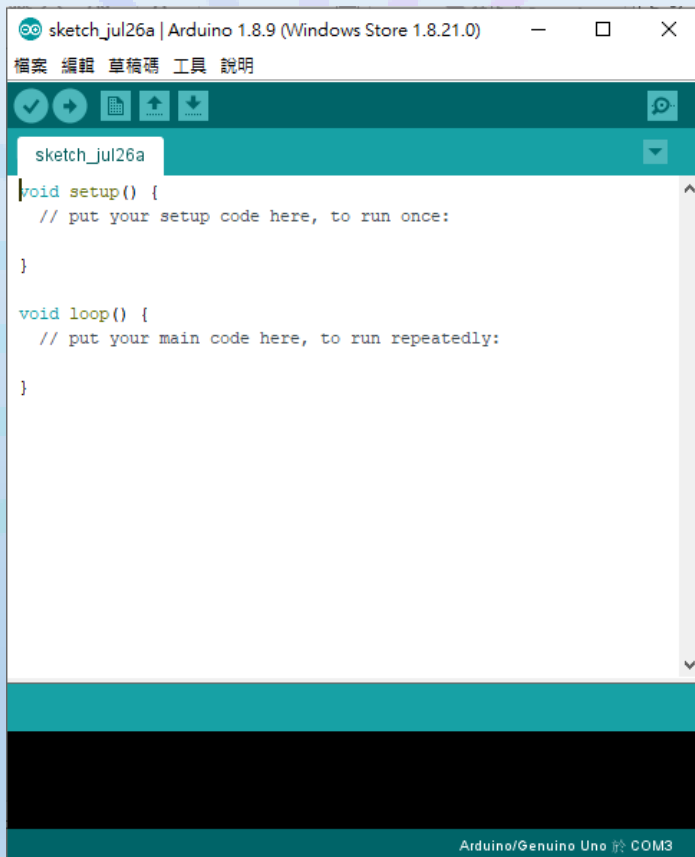 sketch_jul26a | Arduino 1.8.9 (Windows Store 1.8.21.0)
檔案 編輯 草稿碼 工具 說明
sketch_jul26a
void setup() {
  // put your setup code here, to run once:
}
void loop() {
  // put your main code here, to run repeatedly:
}
Arduino/Genuino Uno 於 COM3